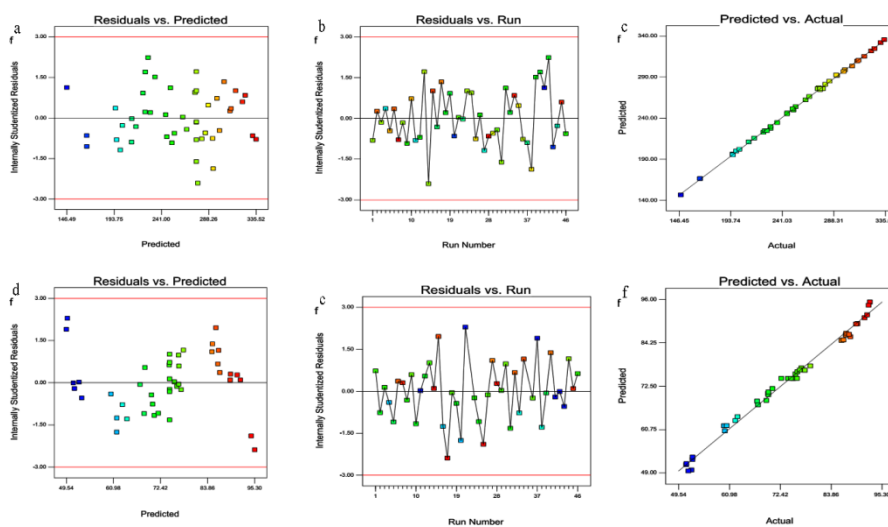 a
Residuals vs. Predicted
f
Internally Studentized Residuals
3.00
1.50
0.00
-1.50
-3.00
146.49 193.75 241.00 288.26 335.52
Predicted
b
Residuals vs. Run
f
Internally Studentized Residuals
3.00
1.50
0.00
-1.50
-3.00
1 10 19 28 37 46
Run Number
c
Predicted vs. Actual
f
Predicted
340.00
290.00
240.00
190.00
140.00
146.45 193.74 241.03 288.31 335.
Actual
d
Residuals vs. Predicted
f
Internally Studentized Residuals
3.00
1.50
0.00
-1.50
-3.00
49.54 60.98 72.42 83.86 95.30
Predicted
e
Residuals vs. Run
f
Internally Studentized Residuals
3.00
1.50
0.00
-1.50
-3.00
1 10 19 28 37 46
Run Number
f
Predicted vs. Actual
f
Predicted
96.00
84.25
72.50
60.75
49.00
49.54 60.98 72.42 83.86 95.30
Actual